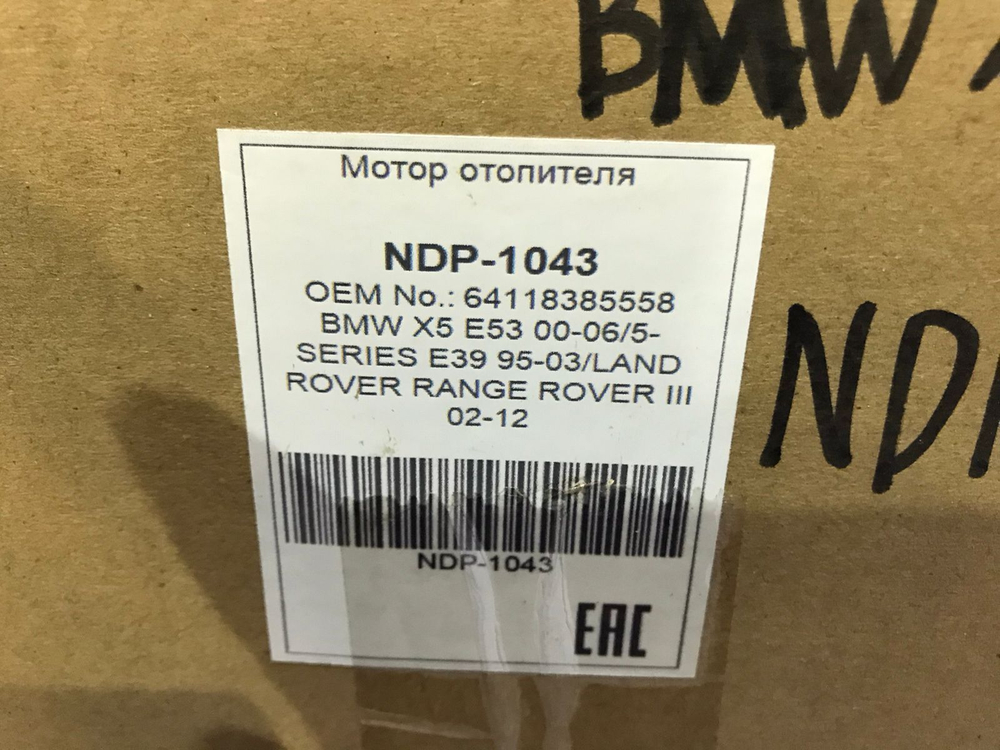 BMW
Мотор отопителя
NDP-1043
OEM No.: 64118385558
BMW X5 E53 00-06/5-
SERIES E39 95-03/LAND
ROVER RANGE ROVER III
02-12
NDP-1043
EAC